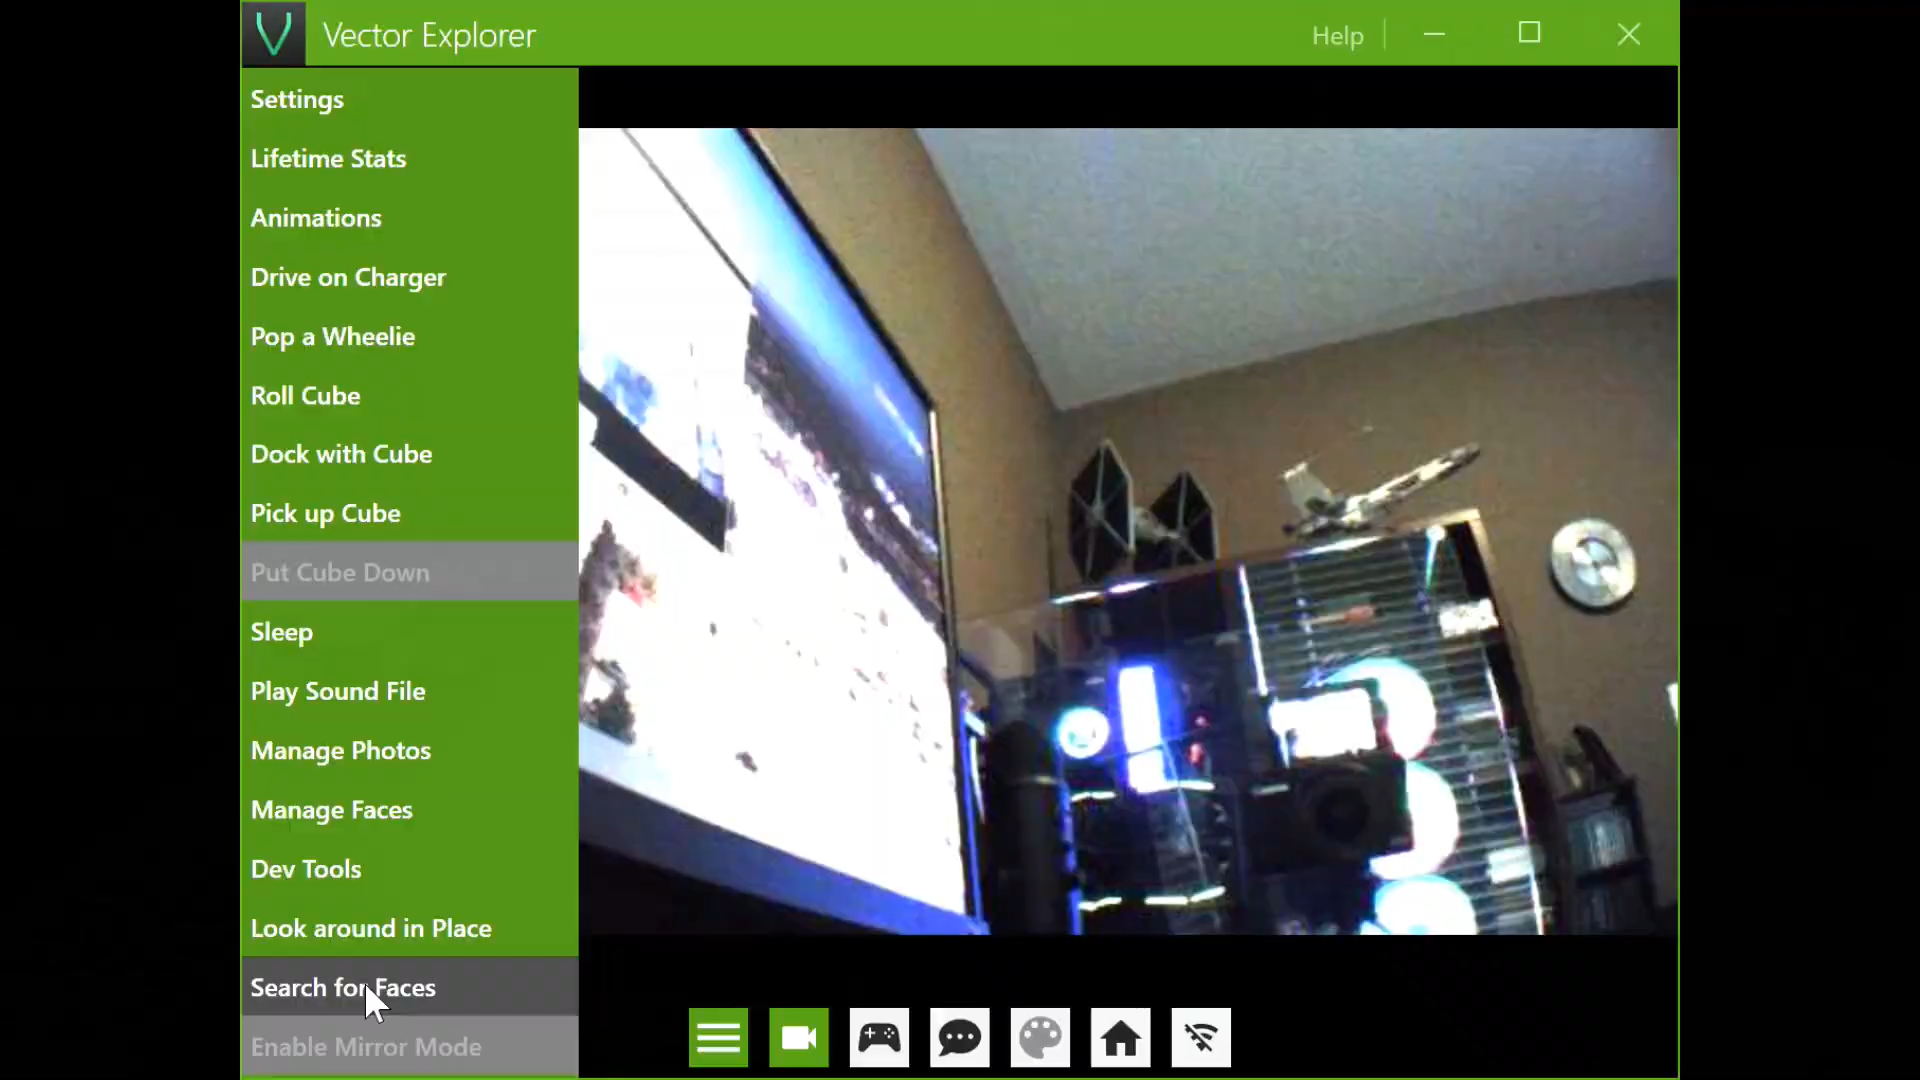 Vector Explorer
Help
Settings
Lifetime Stats
Animations
Drive on Charger
Pop a Wheelie
Roll Cube
Dock with Cube
Pick up Cube
Put Cube Down
Sleep
Play Sound File
Manage Photos
Manage Faces
Dev Tools
Look around in Place
Search for Faces
Enable Mirror Mode